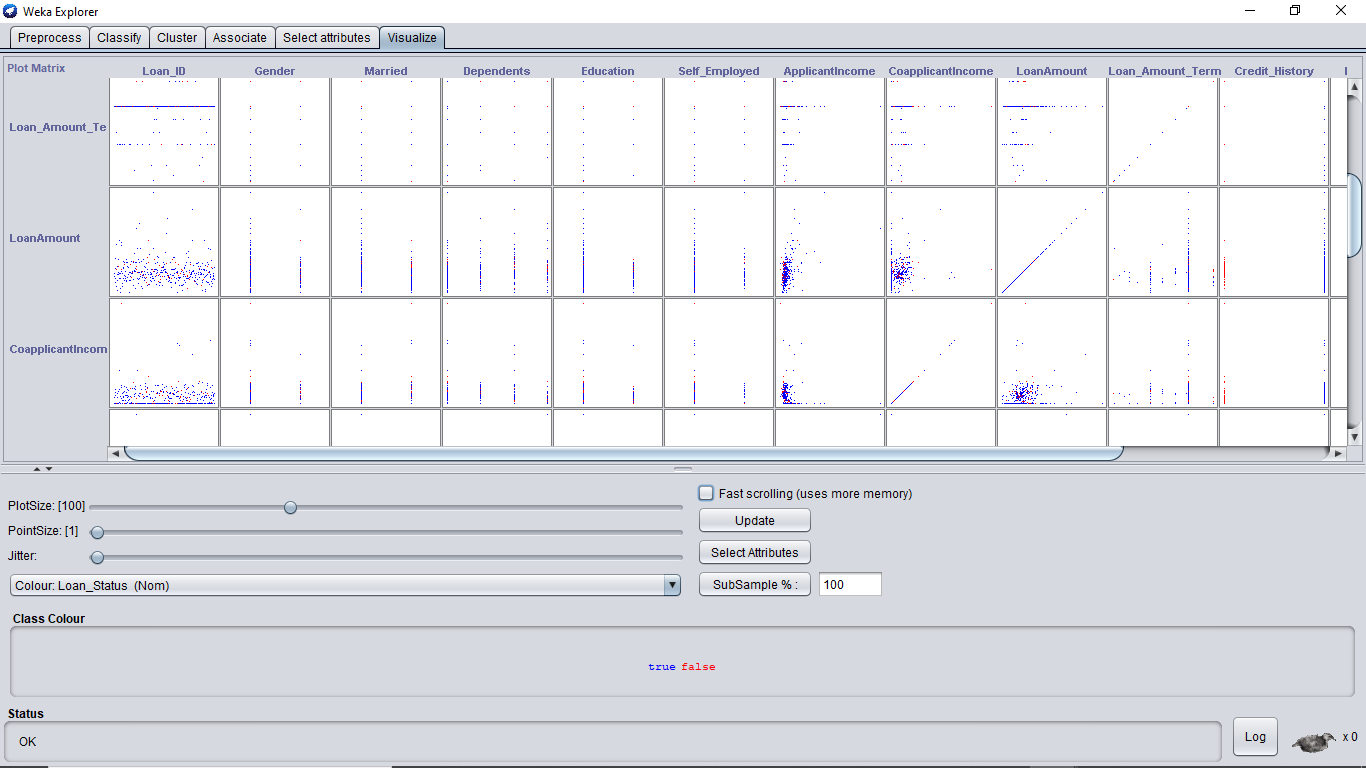 Weka Explorer
Preprocess Classify Cluster Associate Select attributes Visualize
Plot Matrix Loan_ID Gender Married Dependents Education Self_Employed ApplicantIncome CoapplicantIncome LoanAmount Loan_Amount_Term Credit_History
Loan_Amount_Te
LoanAmount
CoapplicantIncom
PlotSize: [100]
Fast scrolling (uses more memory)
PointSize: [1]
Update
Jitter:
Select Attributes
Colour: Loan_Status (Nom)
SubSample % : 100
Class Colour
true false
Status
OK
Log
x 0